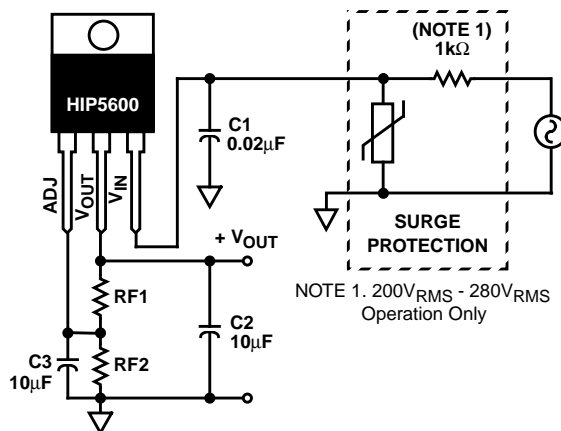 (NOTE 1)
1kΩ
HIP5600
C1
0.02μF
ADJ
VOUT
VIN
SURGE
PROTECTION
+ VOUT
NOTE 1. 200VRMS - 280VRMS
Operation Only
RF1
C2
10μF
C3
10μF
RF2